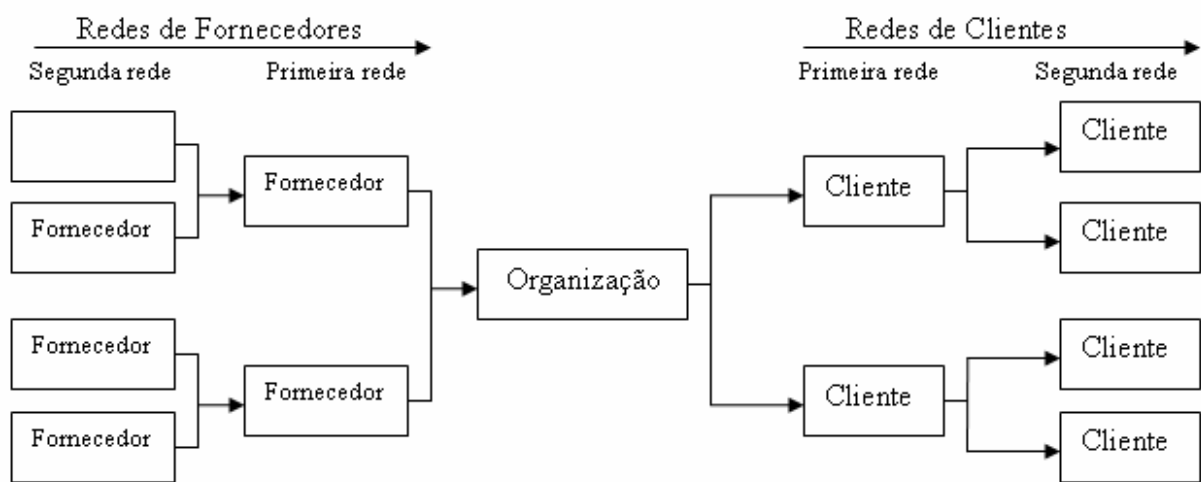 Redes de Fornecedores
Redes de Clientes
Segunda rede
Primeira rede
Primeira rede
Segunda rede
Fornecedor
Fornecedor
Fornecedor
Fornecedor
Fornecedor
Organização
Cliente
Cliente
Cliente
Cliente
Cliente
Cliente